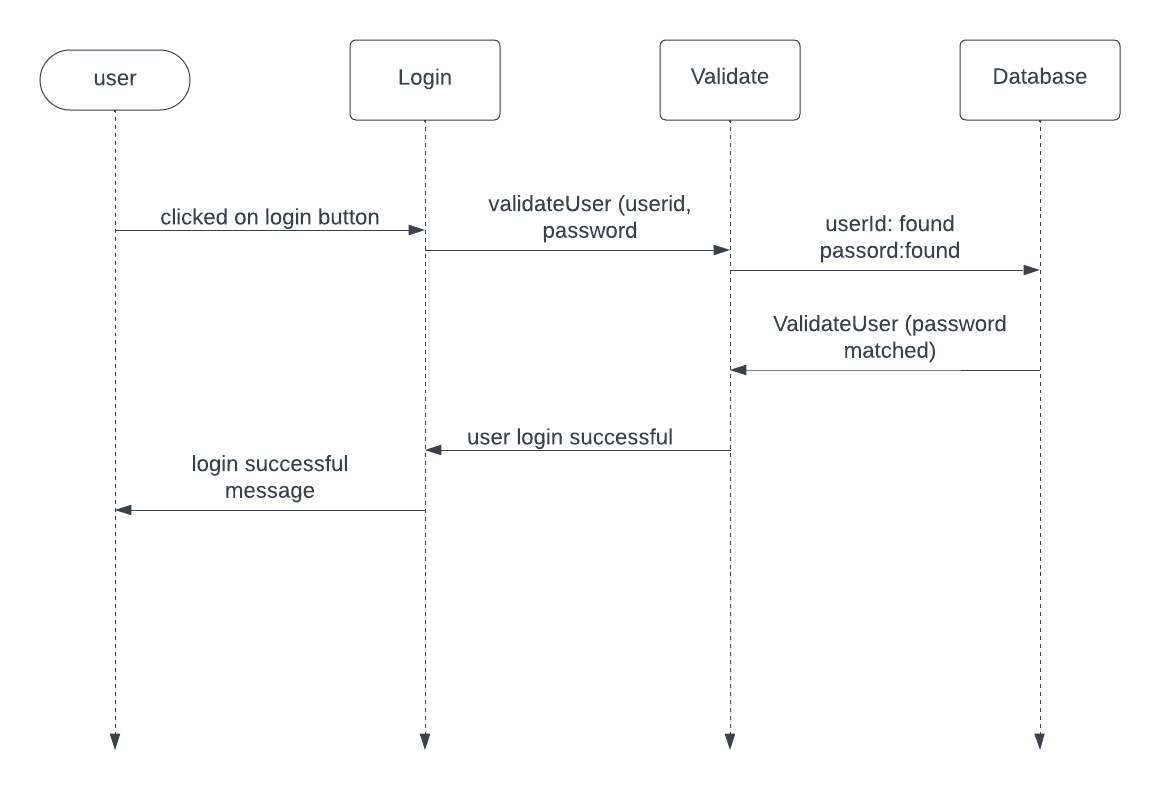 user
Login
Validate
Database
clicked on login button
validateUser (userid,
password
userId: found
passord:found
ValidateUser (password
matched)
user login successful
login successful
message